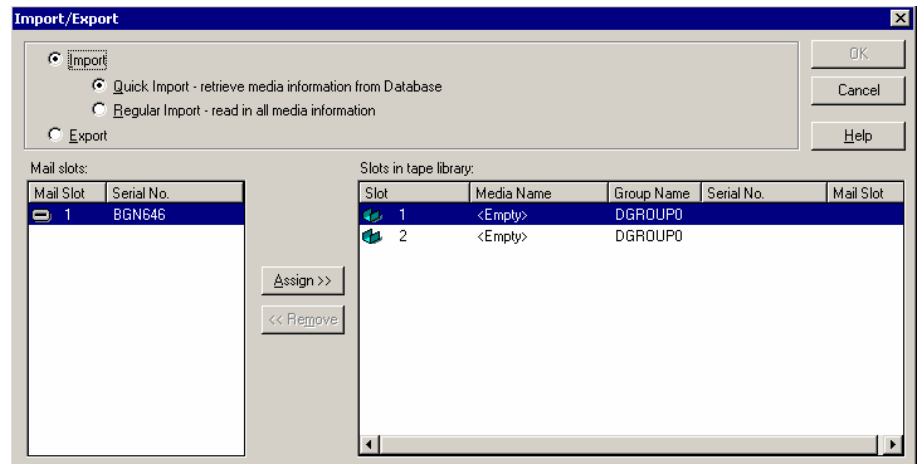 Import/Export
Import
OK
Quick Import - retrieve media information from Database
Cancel
Regular Import - read in all media information
Export
Help
Mail slots:
Slots in tape library:
Mail Slot Serial No.
Slot Media Name Group Name Serial No. Mail Slot
1 BGN646
1 <Empty> DGROUP0
2 <Empty> DGROUP0
Assign >>
<< Remove